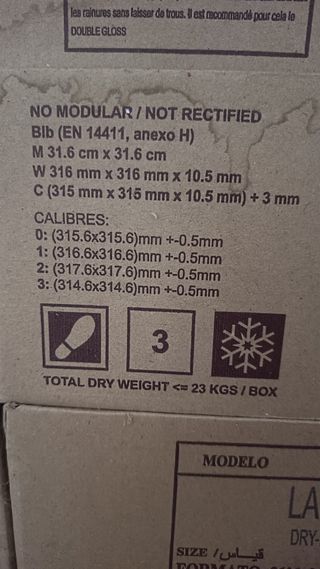 les rainures sans laisser de trous. Il est recommandé pour cela le
DOUBLE GLOSS
NO MODULAR / NOT RECTIFIED
BIb (EN 14411, anexo H)
M 31.6 cm x 31.6 cm
W 316 mm x 316 mm x 10.5 mm
C (315 mm x 315 mm x 10.5 mm) + 3 mm
CALIBRES:
0: (315.6x315.6)mm +-0.5mm
1: (316.6x316.6)mm +-0.5mm
2: (317.6x317.6)mm +-0.5mm
3: (314.6x314.6)mm +-0.5mm
3
TOTAL DRY WEIGHT <= 23 KGS / BOX
MODELO
LA
DRY-
SIZE / قياس